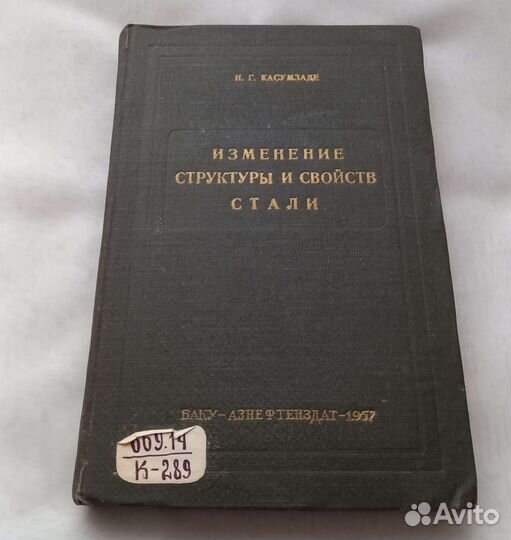 Н. Г. КАСУМЗАДЕ
ИЗМЕНЕНИЕ
СТРУКТУРЫ И СВОЙСТВ
СТАЛИ
БАКУ—АЗНЕФТЕИЗДАТ—1957
669.14
К-289
Avito